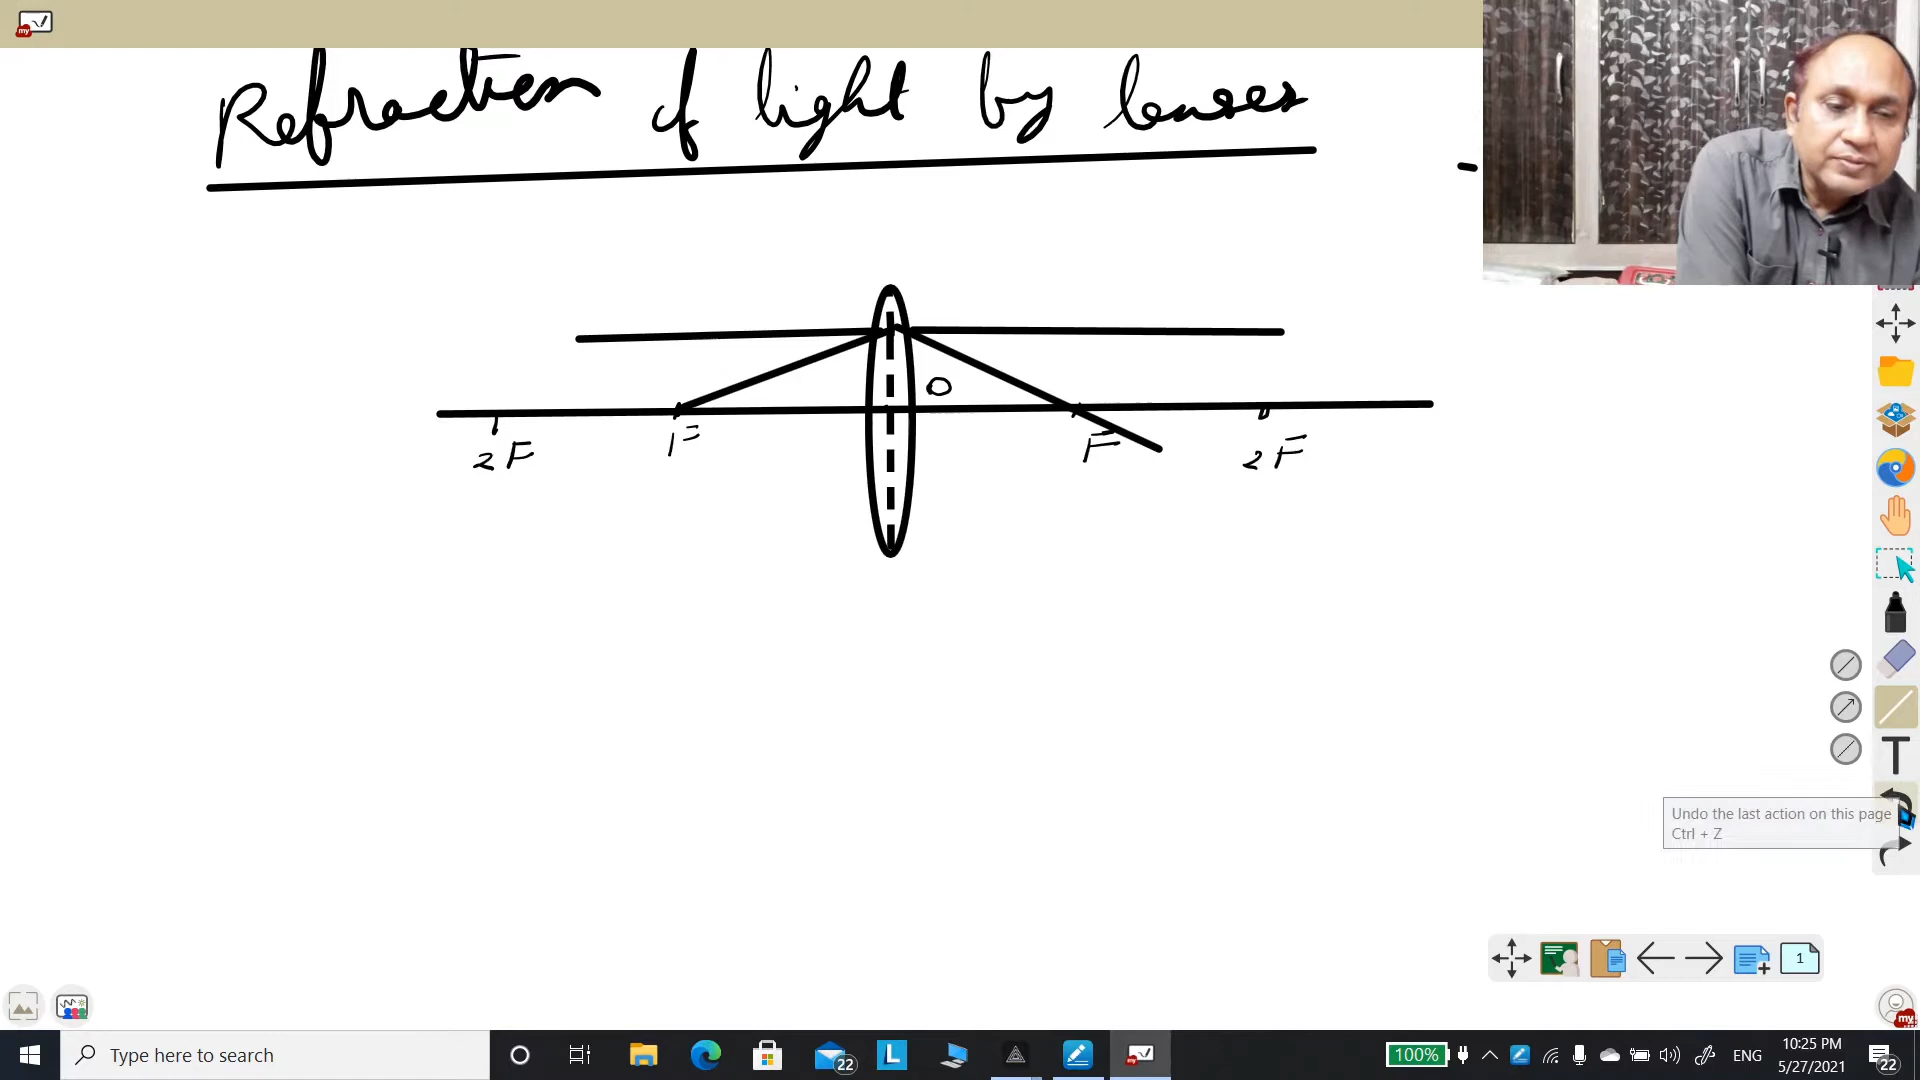 Refraction of light by lenses
O
2F
F
F
2F
Undo the last action on this page
Ctrl + Z
1
my
Type here to search
22
L
100%
ENG
10:25 PM
5/27/2021
22